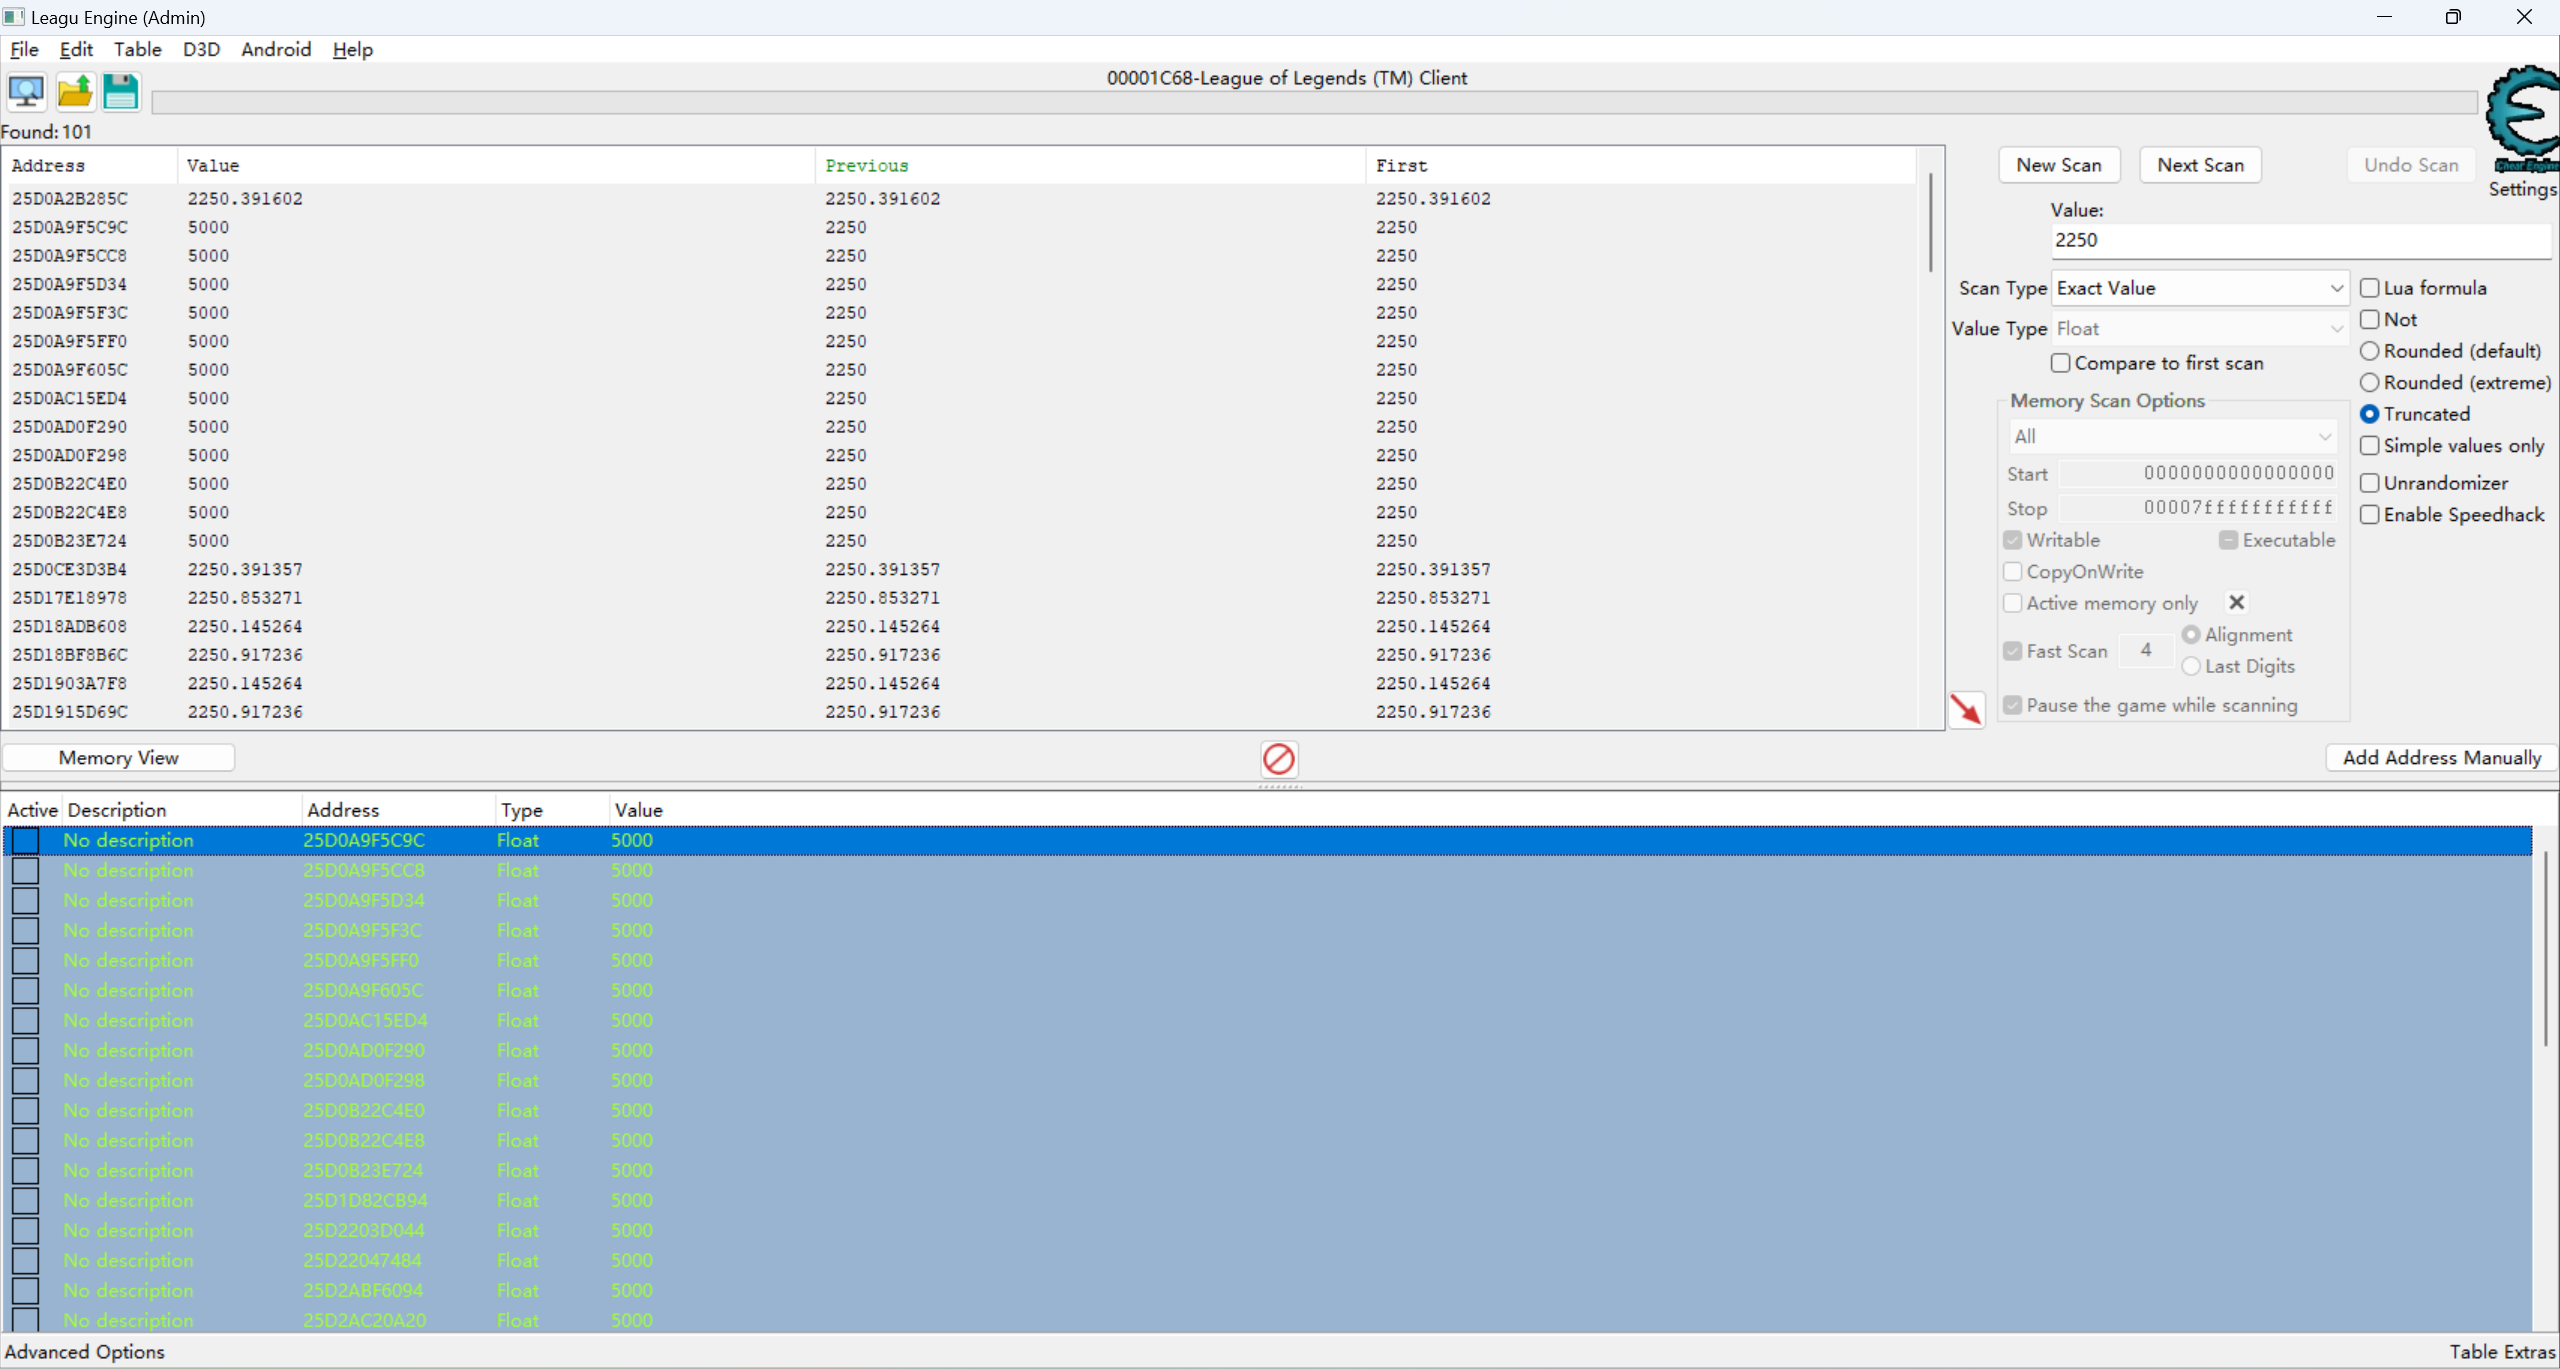 Leagu Engine (Admin)
File Edit Table D3D Android Help
00001C68-League of Legends (TM) Client
Found: 101
Cheat Engine
Settings
Address Value Previous First
25D0A2B285C 2250.391602 2250.391602 2250.391602
25D0A9F5C9C 5000 2250 2250
25D0A9F5CC8 5000 2250 2250
25D0A9F5D34 5000 2250 2250
25D0A9F5F3C 5000 2250 2250
25D0A9F5FF0 5000 2250 2250
25D0A9F605C 5000 2250 2250
25D0AC15ED4 5000 2250 2250
25D0AD0F290 5000 2250 2250
25D0AD0F298 5000 2250 2250
25D0B22C4E0 5000 2250 2250
25D0B22C4E8 5000 2250 2250
25D0B23E724 5000 2250 2250
25D0CE3D3B4 2250.391357 2250.391357 2250.391357
25D17E18978 2250.853271 2250.853271 2250.853271
25D18ADB608 2250.145264 2250.145264 2250.145264
25D18BF8B6C 2250.917236 2250.917236 2250.917236
25D1903A7F8 2250.145264 2250.145264 2250.145264
25D1915D69C 2250.917236 2250.917236 2250.917236
New Scan Next Scan Undo Scan
Value:
2250
Scan Type Exact Value
Value Type Float
Compare to first scan
Lua formula
Not
Rounded (default)
Rounded (extreme)
Truncated
Simple values only
Unrandomizer
Enable Speedhack
Memory Scan Options
All
Start 0000000000000000
Stop 00007fffffffffff
Writable Executable
CopyOnWrite
Active memory only
Fast Scan 4 Alignment
Last Digits
Pause the game while scanning
Memory View Add Address Manually
Active Description Address Type Value
No description 25D0A9F5C9C Float 5000
No description 25D0A9F5CC8 Float 5000
No description 25D0A9F5D34 Float 5000
No description 25D0A9F5F3C Float 5000
No description 25D0A9F5FF0 Float 5000
No description 25D0A9F605C Float 5000
No description 25D0AC15ED4 Float 5000
No description 25D0AD0F290 Float 5000
No description 25D0AD0F298 Float 5000
No description 25D0B22C4E0 Float 5000
No description 25D0B22C4E8 Float 5000
No description 25D0B23E724 Float 5000
No description 25D1D82CB94 Float 5000
No description 25D2203D044 Float 5000
No description 25D22047484 Float 5000
No description 25D2ABF6094 Float 5000
No description 25D2AC20A20 Float 5000
Advanced Options Table Extras